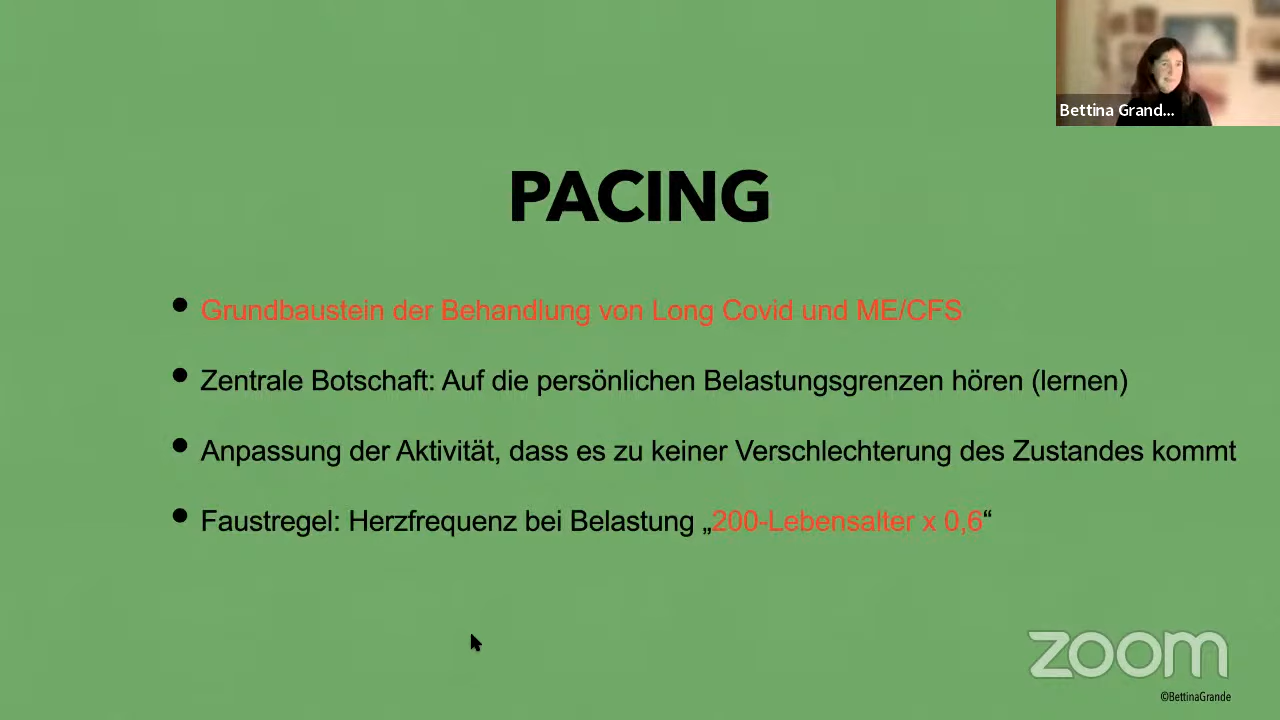 Bettina Grand...
PACING
• Grundbaustein der Behandlung von Long Covid und ME/CFS
• Zentrale Botschaft: Auf die persönlichen Belastungsgrenzen hören (lernen)
• Anpassung der Aktivität, dass es zu keiner Verschlechterung des Zustandes kommt
• Faustregel: Herzfrequenz bei Belastung „200-Lebensalter x 0,6“
zoom
©BettinaGrande